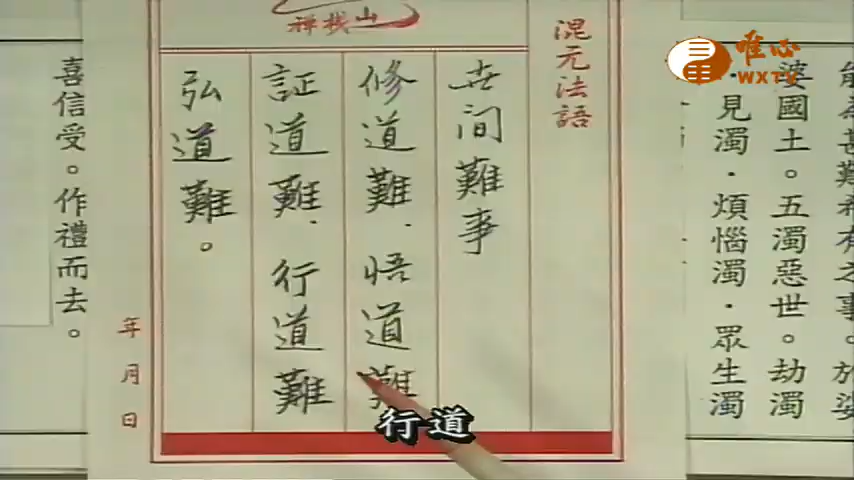 唯心
WXTV
禪機山
混元法語
世間難事
修道難.悟道難
証道難.行道難
弘道難。
年月日
婆國土。五濁惡世。劫濁
.見濁.煩惱濁.眾生濁
喜信受。作禮而去。
行道